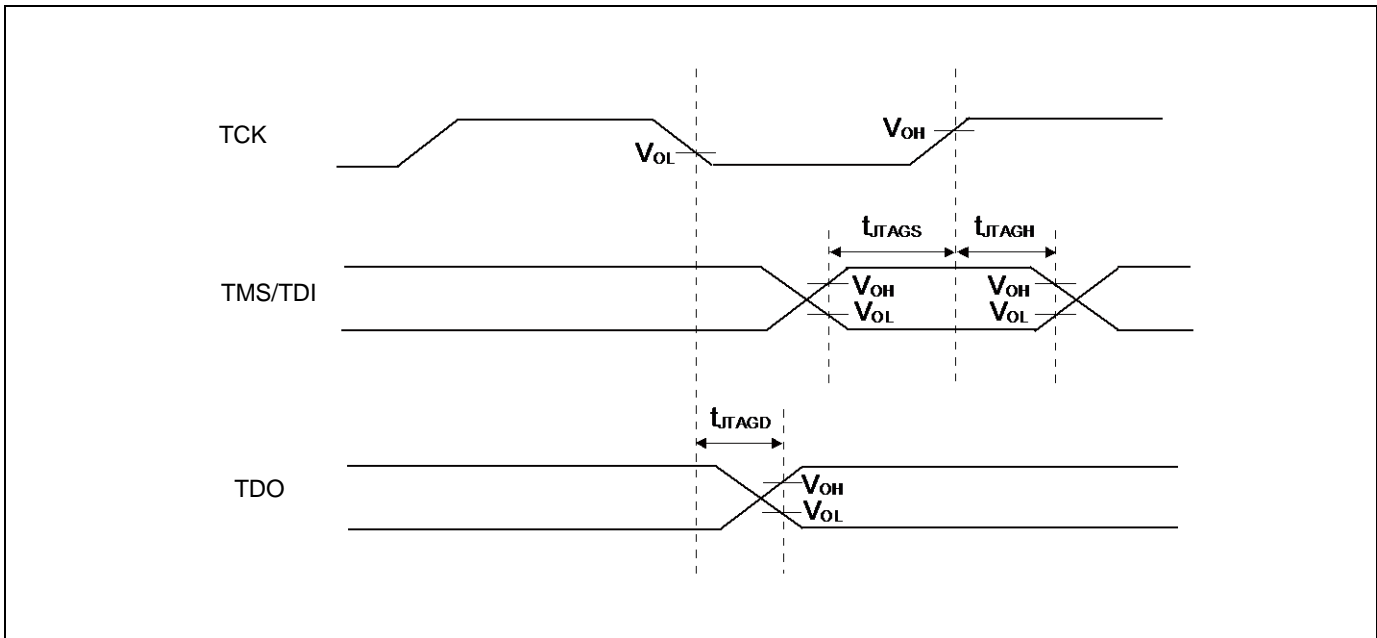 TCK
VOL
VOH
tJTAGS
tJTAGH
TMS/TDI
VOH
VOL
VOH
VOL
tJTAGD
TDO
VOH
VOL